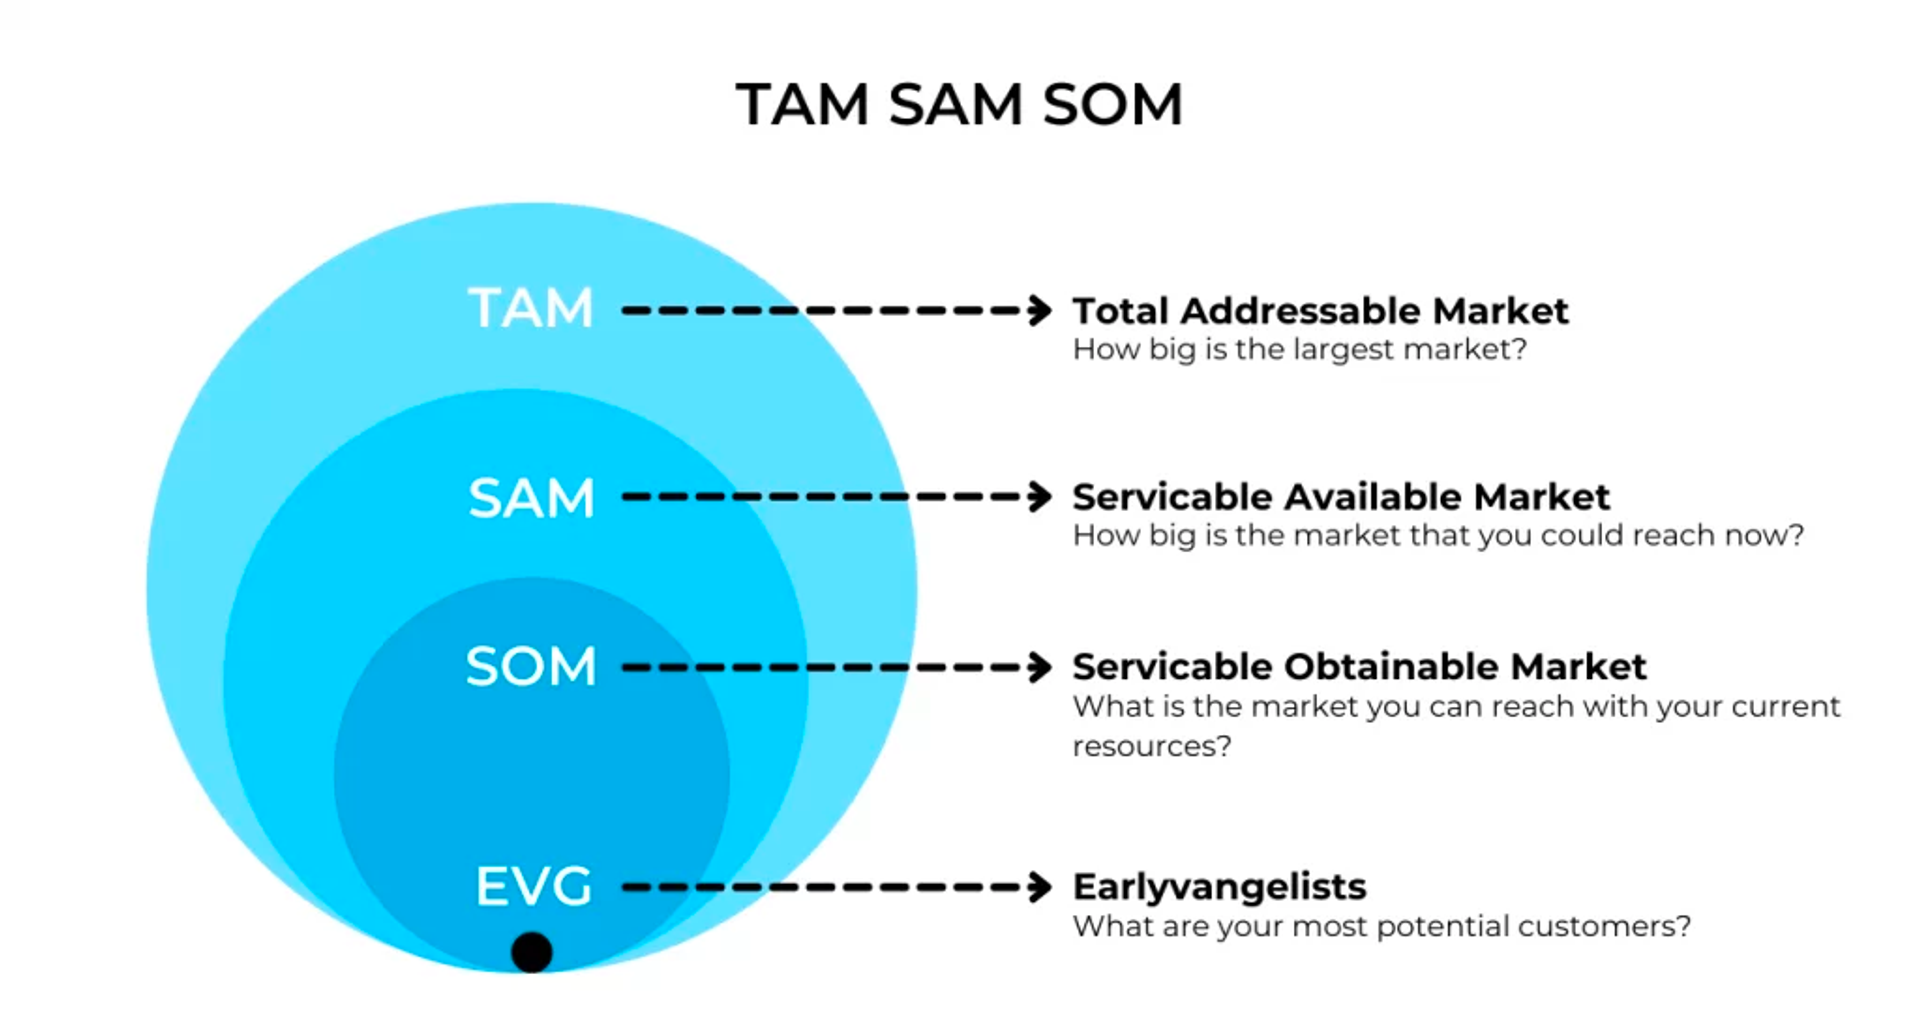 TAM SAM SOM
TAM
Total Addressable Market
How big is the largest market?
SAM
Servicable Available Market
How big is the market that you could reach now?
SOM
Servicable Obtainable Market
What is the market you can reach with your current
resources?
EVG
Earlyvangelists
What are your most potential customers?